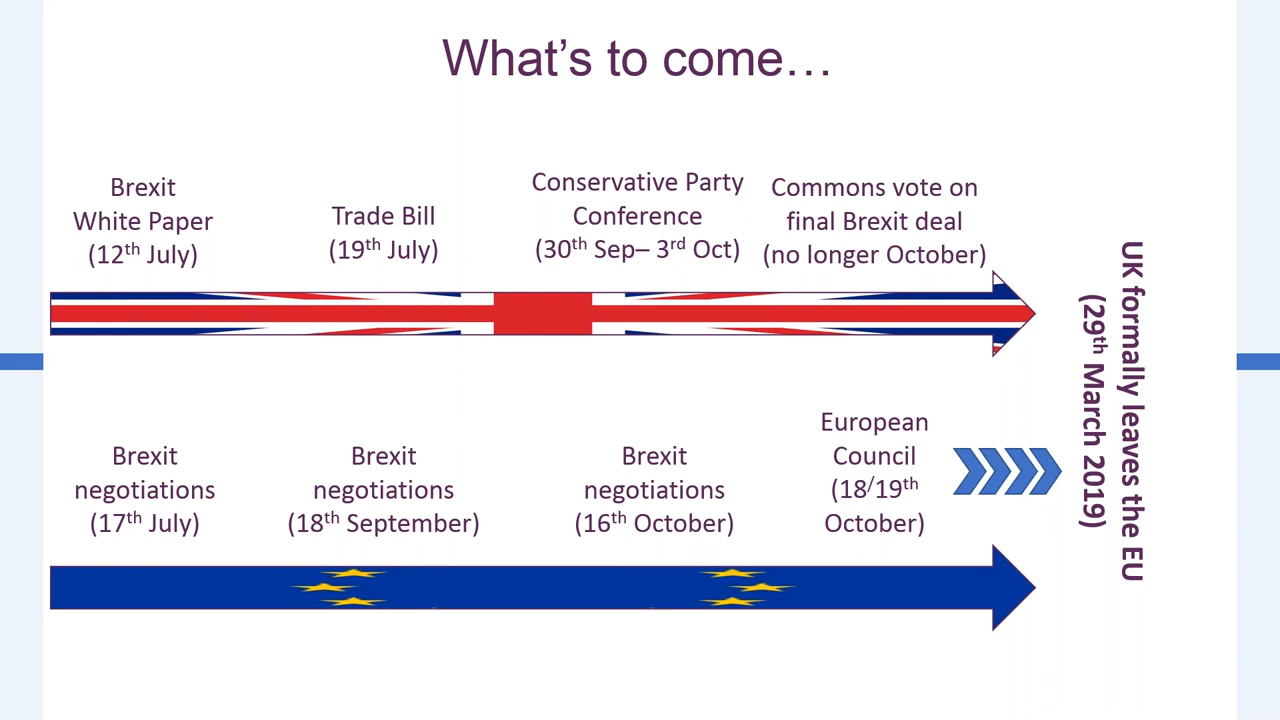 What’s to come…
Brexit
White Paper
(12th July)
Trade Bill
(19th July)
Conservative Party
Conference
(30th Sep– 3rd Oct)
Commons vote on
final Brexit deal
(no longer October)
UK formally leaves the EU
(29th March 2019)
Brexit
negotiations
(17th July)
Brexit
negotiations
(18th September)
Brexit
negotiations
(16th October)
European
Council
(18/19th
October)